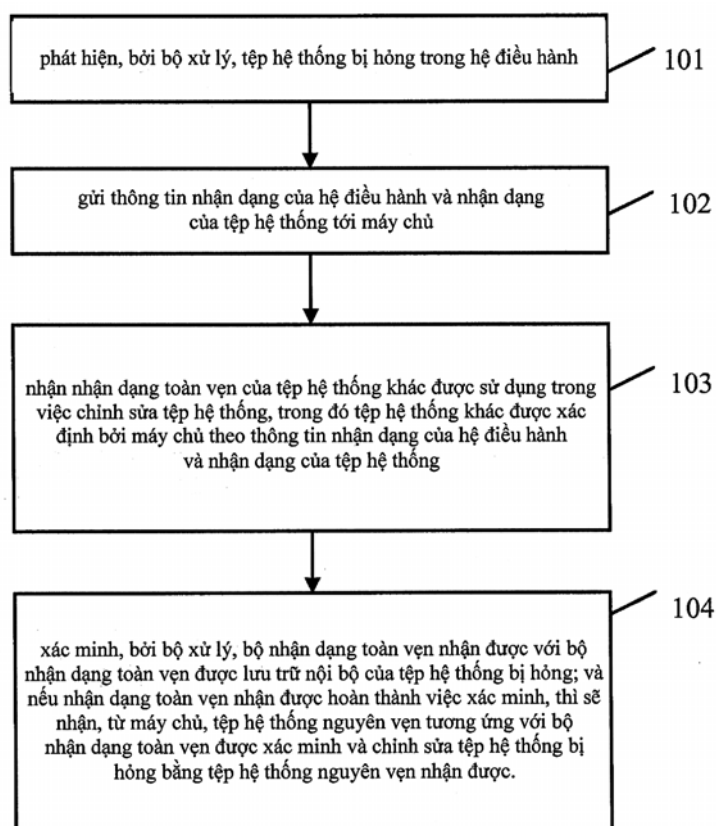 phát hiện, bởi bộ xử lý, tệp hệ thống bị hỏng trong hệ điều hành
101
gửi thông tin nhận dạng của hệ điều hành và nhận dạng
của tệp hệ thống tới máy chủ
102
nhận nhận dạng toàn vẹn của tệp hệ thống khác được sử dụng trong
việc chỉnh sửa tệp hệ thống, trong đó tệp hệ thống khác được xác
định bởi máy chủ theo thông tin nhận dạng của hệ điều hành
và nhận dạng của tệp hệ thống
103
xác minh, bởi bộ xử lý, bộ nhận dạng toàn vẹn nhận được với bộ
nhận dạng toàn vẹn được lưu trữ nội bộ của tệp hệ thống bị hỏng; và
nếu nhận dạng toàn vẹn nhận được hoàn thành việc xác minh, thì sẽ
nhận, từ máy chủ, tệp hệ thống nguyên vẹn tương ứng với bộ
nhận dạng toàn vẹn được xác minh và chỉnh sửa tệp hệ thống bị
hỏng bằng tệp hệ thống nguyên vẹn nhận được.
104